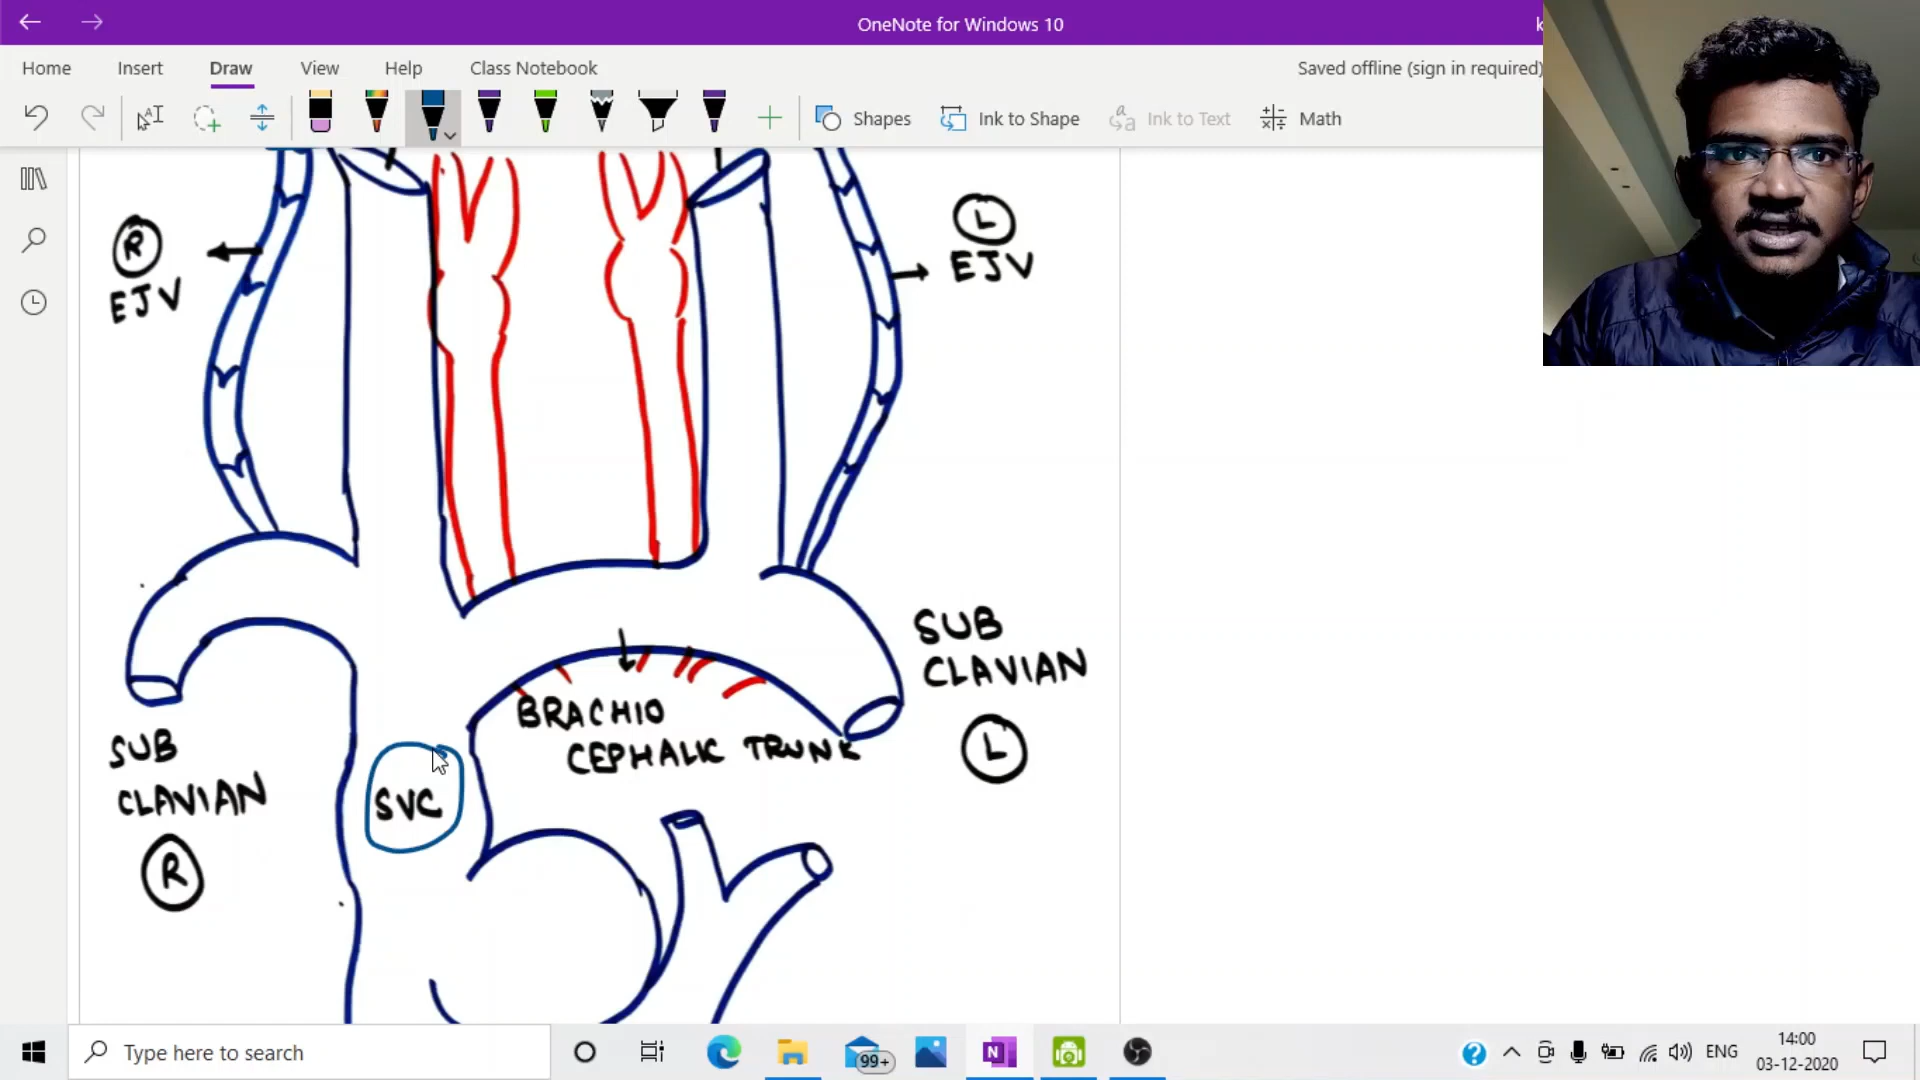 OneNote for Windows 10
k
Home Insert Draw View Help Class Notebook
Saved offline (sign in required)
Shapes Ink to Shape Ink to Text Math
R
EJV
L
EJV
SUB
CLAVIAN
L
BRACHIO
CEPHALIC TRUNK
SUB
CLAVIAN
R
SVC
Type here to search
99+
ENG
14:00
03-12-2020